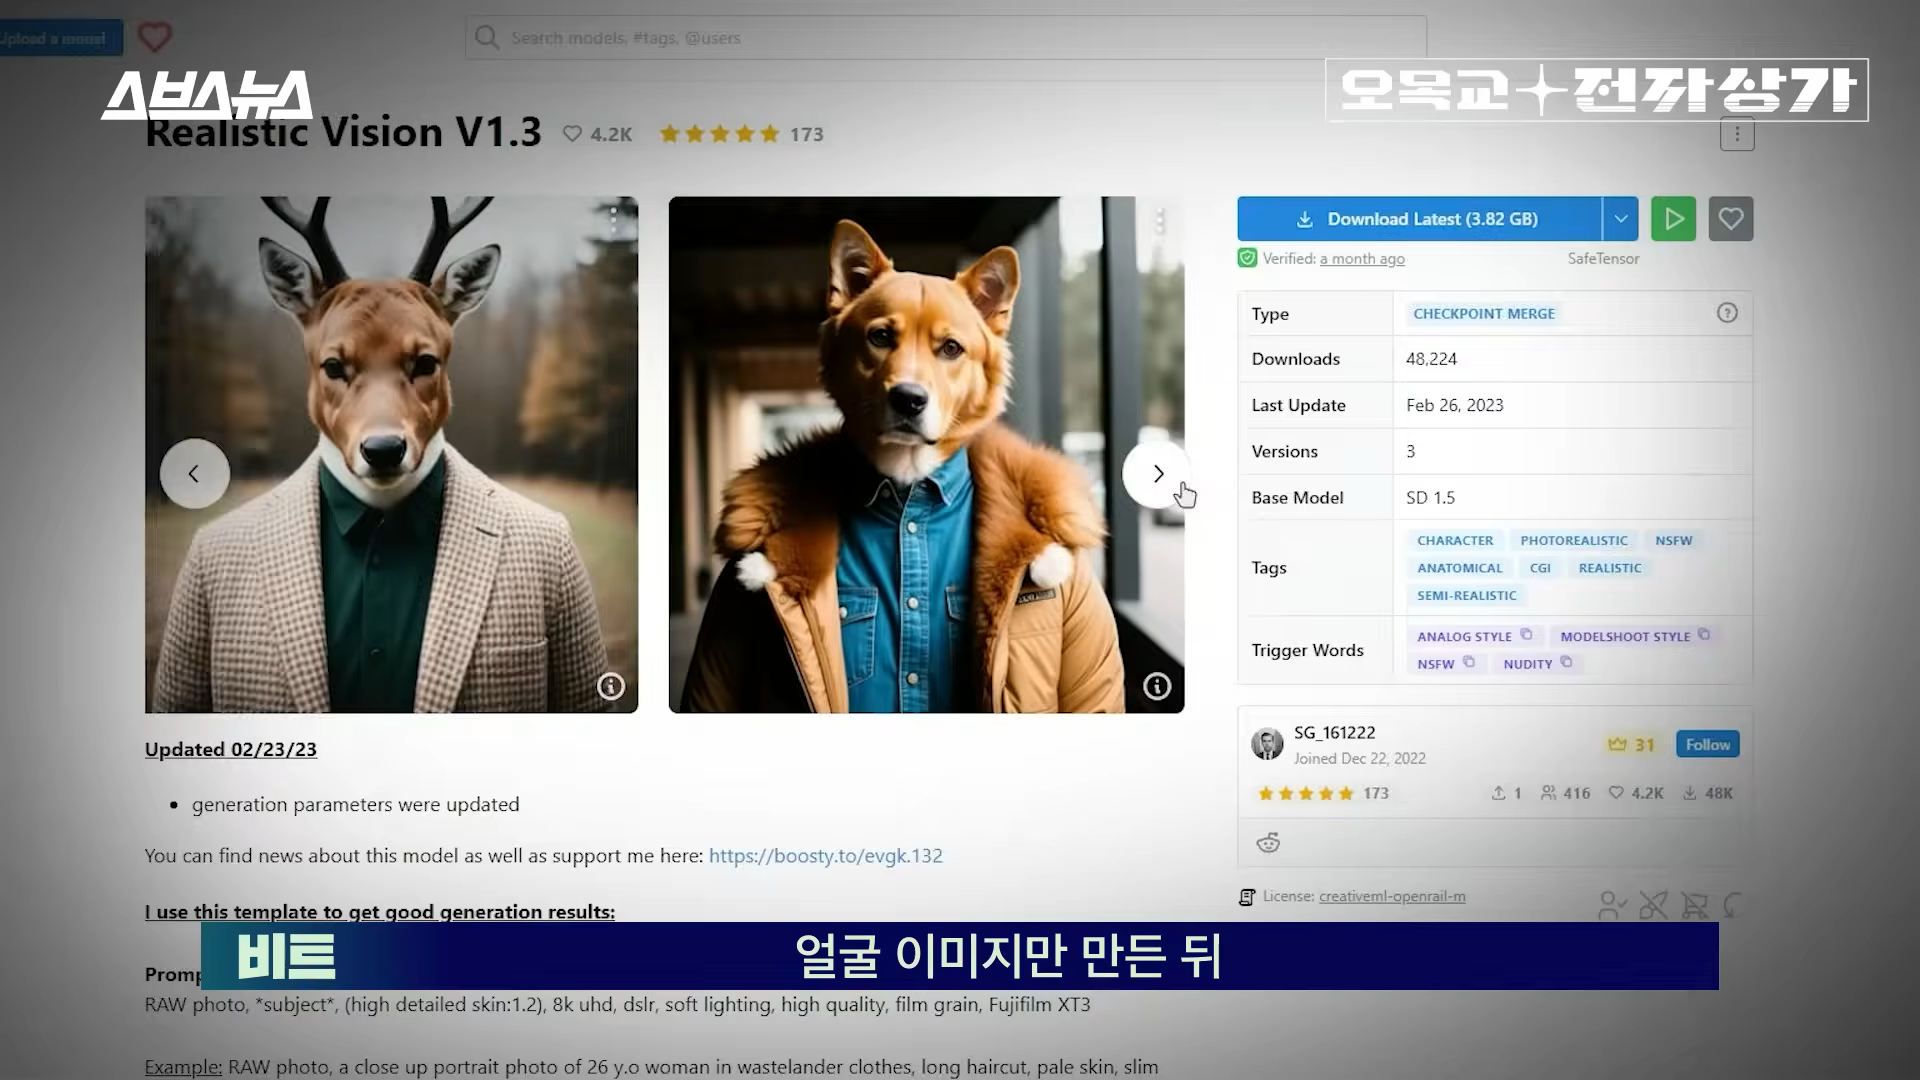 Upload a model
Search models, #tags, @users
스브스뉴스
오목교 전자상가
Realistic Vision V1.3
4.2K
173
Download Latest (3.82 GB)
Verified: a month ago
SafeTensor
Type
CHECKPOINT MERGE
Downloads
48,224
Last Update
Feb 26, 2023
Versions
3
Base Model
SD 1.5
Tags
CHARACTER PHOTOREALISTIC NSFW
ANATOMICAL CGI REALISTIC
SEMI-REALISTIC
Trigger Words
ANALOG STYLE MODELSHOOT STYLE
NSFW NUDITY
SG_161222
Joined Dec 22, 2022
31
Follow
173
1 416 4.2K 48K
License: creativeml-openrail-m
Updated 02/23/23
generation parameters were updated
You can find news about this model as well as support me here: https://boosty.to/evgk.132
I use this template to get good generation results:
비트
얼굴 이미지만 만든 뒤
RAW photo, *subject*, (high detailed skin:1.2), 8k uhd, dslr, soft lighting, high quality, film grain, Fujifilm XT3
Example: RAW photo, a close up portrait photo of 26 y.o woman in wastelander clothes, long haircut, pale skin, slim